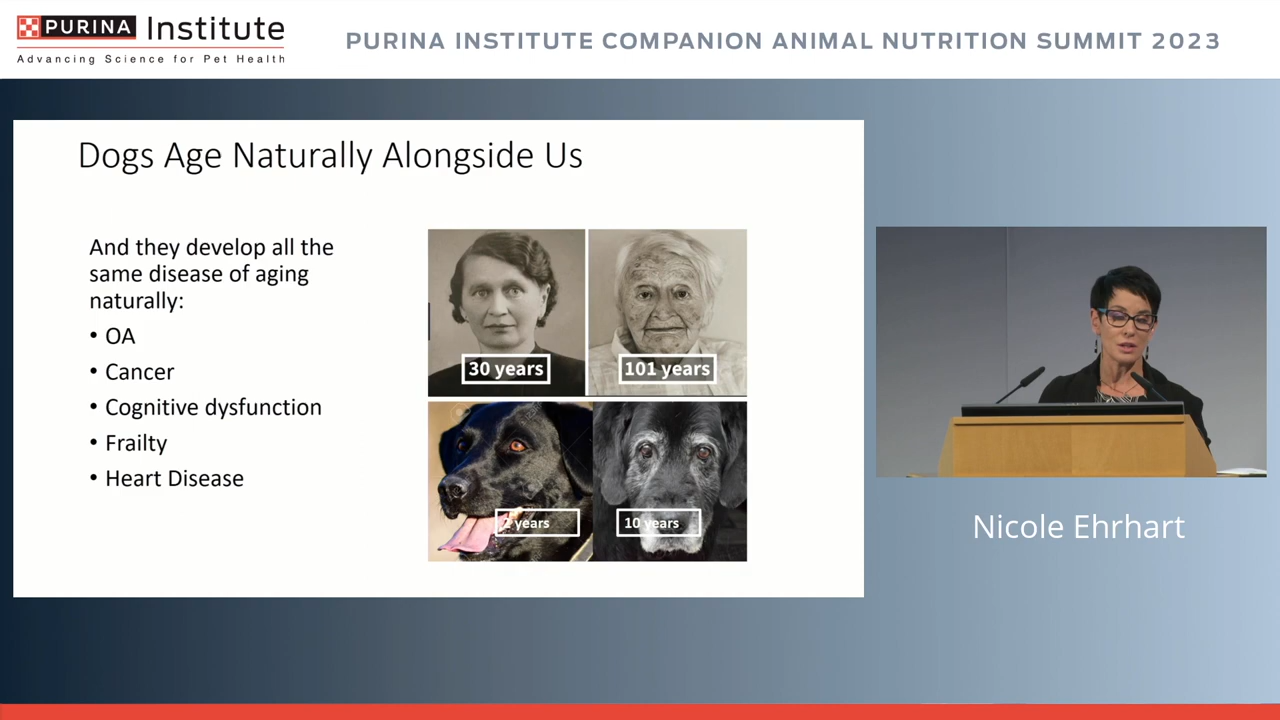 PURINA Institute
Advancing Science for Pet Health
PURINA INSTITUTE COMPANION ANIMAL NUTRITION SUMMIT 2023
Dogs Age Naturally Alongside Us
And they develop all the
same disease of aging
naturally:
• OA
• Cancer
• Cognitive dysfunction
• Frailty
• Heart Disease
30 years
101 years
2 years
10 years
Nicole Ehrhart